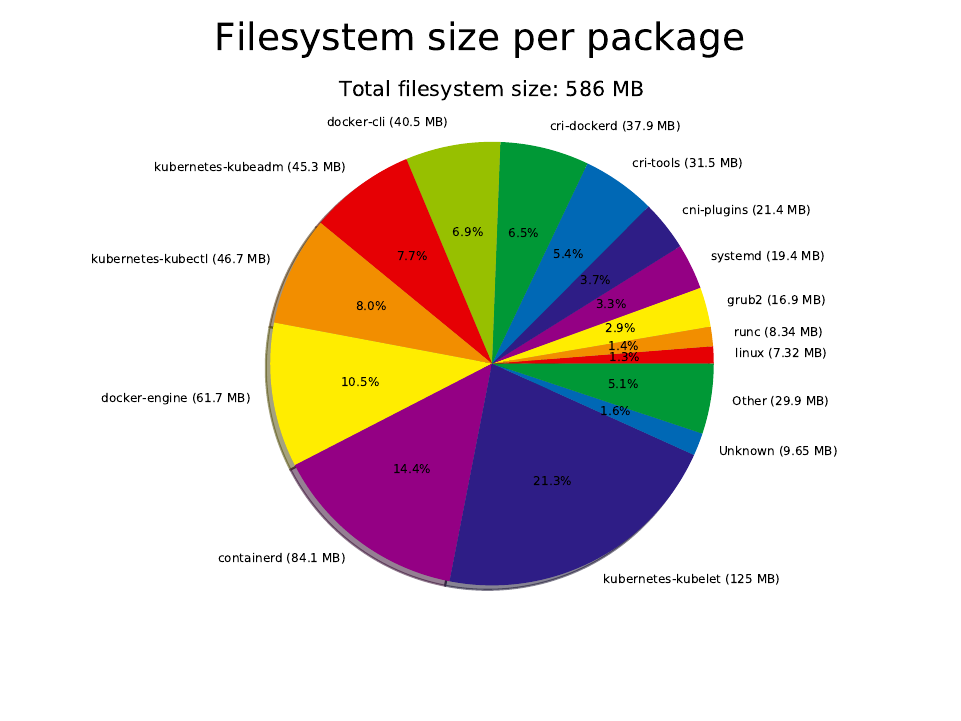 Filesystem size per package
Total filesystem size: 586 MB
docker-cli (40.5 MB)
cri-dockerd (37.9 MB)
kubernetes-kubeadm (45.3 MB)
cri-tools (31.5 MB)
cni-plugins (21.4 MB)
kubernetes-kubectl (46.7 MB)
systemd (19.4 MB)
grub2 (16.9 MB)
runc (8.34 MB)
linux (7.32 MB)
docker-engine (61.7 MB)
Other (29.9 MB)
Unknown (9.65 MB)
containerd (84.1 MB)
kubernetes-kubelet (125 MB)
6.9%
6.5%
7.7%
5.4%
3.7%
8.0%
3.3%
2.9%
1.4%
1.3%
10.5%
5.1%
1.6%
14.4%
21.3%